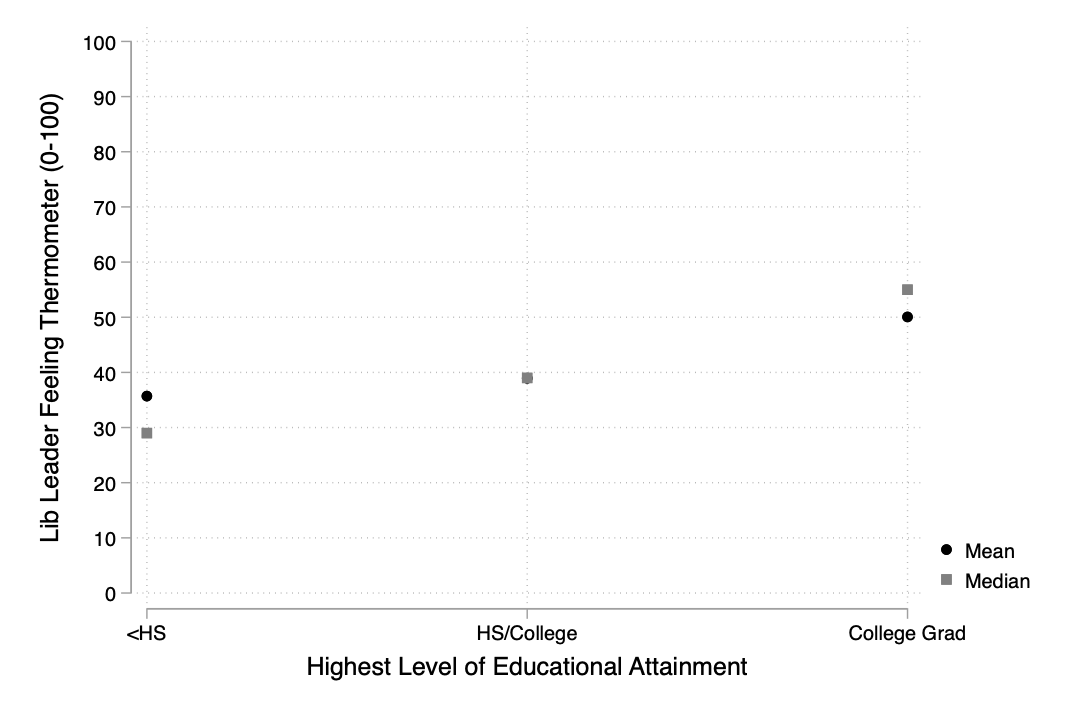 Lib Leader Feeling Thermometer (0-100)
100
90
80
70
60
50
40
30
20
10
0
Mean
Median
<HS
HS/College
College Grad
Highest Level of Educational Attainment